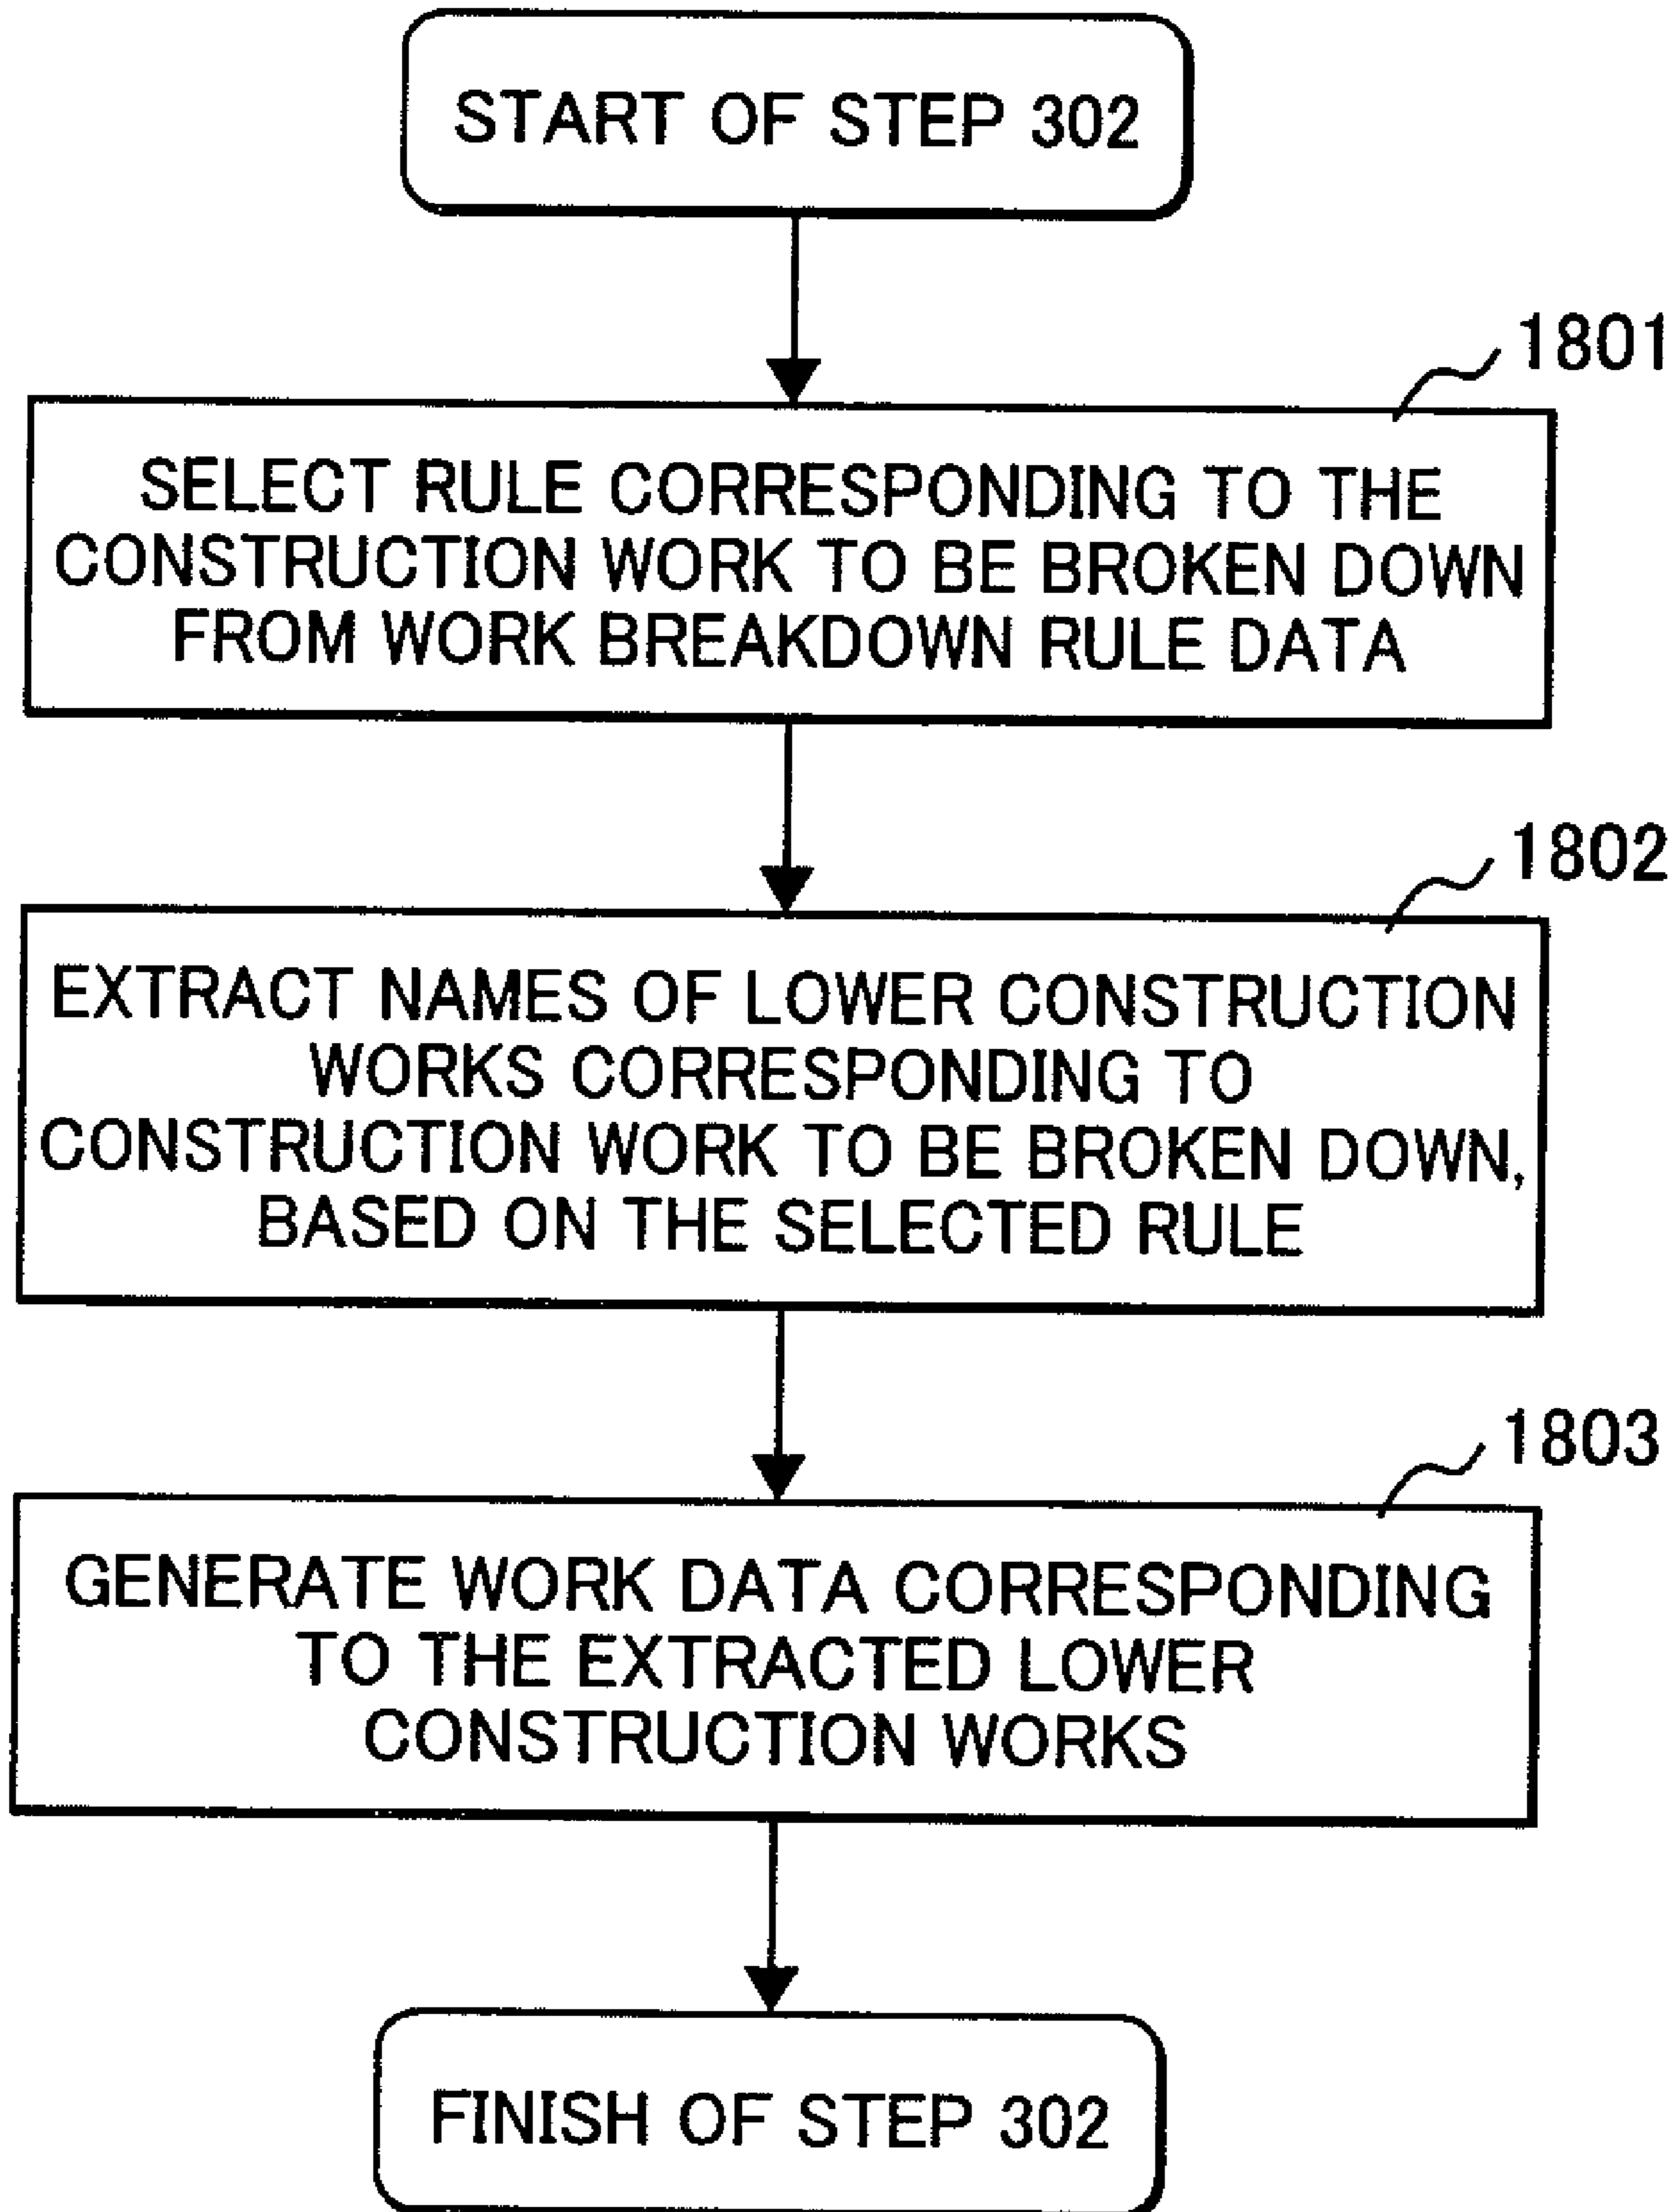 START OF STEP 302
1801
SELECT RULE CORRESPONDING TO THE
CONSTRUCTION WORK TO BE BROKEN DOWN
FROM WORK BREAKDOWN RULE DATA
1802
EXTRACT NAMES OF LOWER CONSTRUCTION
WORKS CORRESPONDING TO
CONSTRUCTION WORK TO BE BROKEN DOWN,
BASED ON THE SELECTED RULE
1803
GENERATE WORK DATA CORRESPONDING
TO THE EXTRACTED LOWER
CONSTRUCTION WORKS
FINISH OF STEP 302